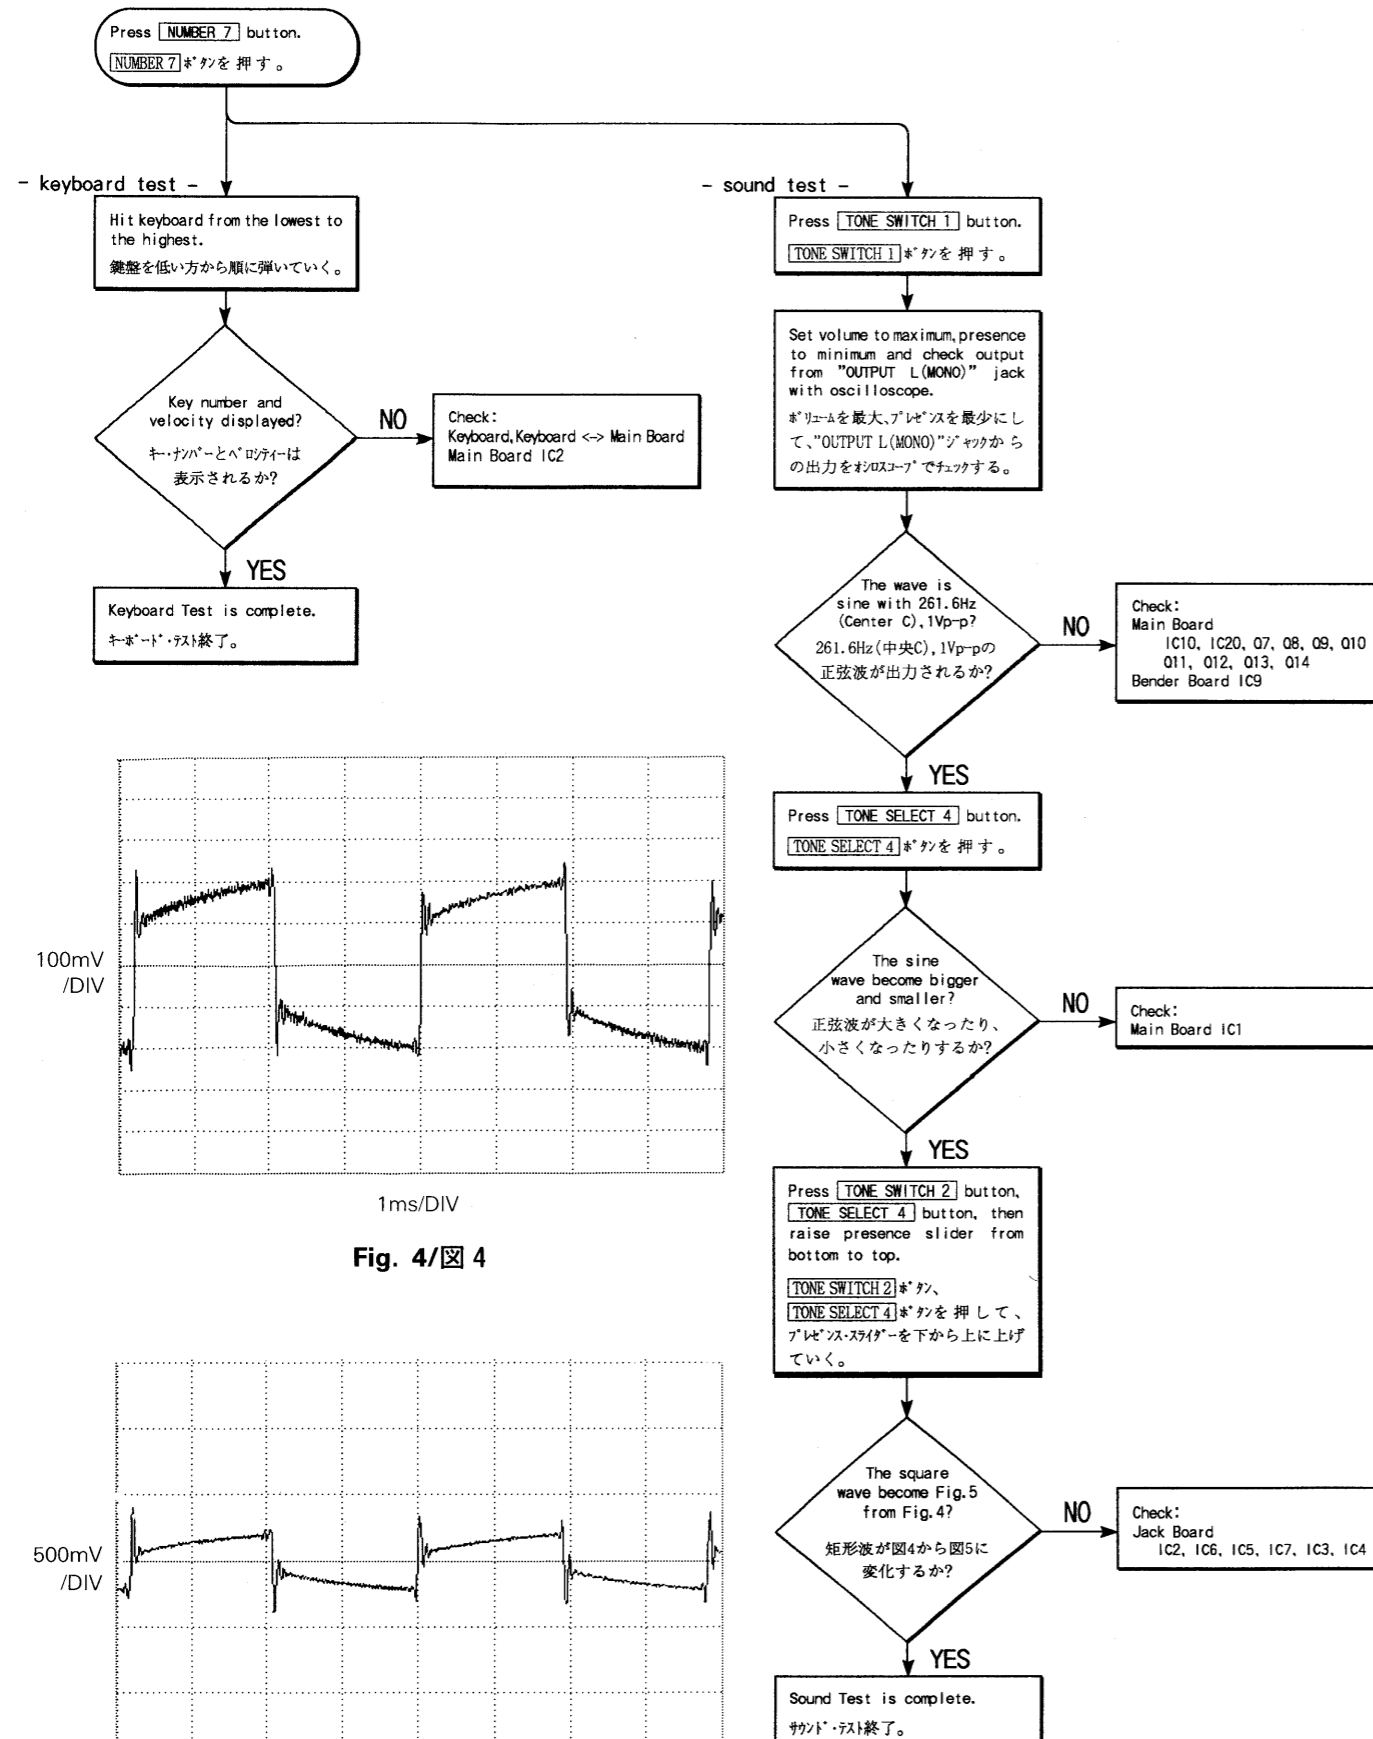 Press NUMBER 7 button.
NUMBER 7 ﾎﾞﾀﾝを 押 す 。
- keyboard test -
Hit keyboard from the lowest to
the highest.
鍵盤を低い方から順に弾いていく。
Key number and
velocity displayed?
ｷｰ・ﾅﾝﾊﾞｰとﾍﾞﾛｼﾃｨｰは
表示されるか?
NO
Check:
Keyboard,Keyboard <-> Main Board
Main Board IC2
YES
Keyboard Test is complete.
ｷｰﾎﾞｰﾄﾞ・ﾃｽﾄ終了。
100mV
/DIV
1ms/DIV
Fig. 4/図 4
500mV
/DIV
- sound test -
Press TONE SWITCH 1 button.
TONE SWITCH 1 ﾎﾞﾀﾝを 押 す 。
Set volume to maximum,presence
to minimum and check output
from "OUTPUT L(MONO)" jack
with oscilloscope.
ﾎﾞﾘｭｰﾑを最大、ﾌﾟﾚｾﾞﾝｽを最少にし
て、"OUTPUT L(MONO)"ｼﾞｬｯｸか ら
の出力をｵｼﾛｽｺｰﾌﾟでﾁｪｯｸする。
The wave is
sine with 261.6Hz
(Center C),1Vp-p?
261.6Hz(中央C),1Vp-pの
正弦波が出力されるか?
NO
Check:
Main Board
IC10, IC20, Q7, Q8, Q9, Q10
Q11, Q12, Q13, Q14
Bender Board IC9
YES
Press TONE SELECT 4 button.
TONE SELECT 4 ﾎﾞﾀﾝを 押 す 。
The sine
wave become bigger
and smaller?
正弦波が大きくなったり、
小さくなったりするか?
NO
Check:
Main Board IC1
YES
Press TONE SWITCH 2 button,
TONE SELECT 4 button, then
raise presence slider from
bottom to top.
TONE SWITCH 2 ﾎﾞﾀﾝ、
TONE SELECT 4 ﾎﾞﾀﾝを 押 し て 、
ﾌﾟﾚｾﾞﾝｽ・ｽﾗｲﾀﾞｰを下から上に上げ
ていく。
The square
wave become Fig.5
from Fig.4?
矩形波が図4から図5に
変化するか?
NO
Check:
Jack Board
IC2, IC6, IC5, IC7, IC3, IC4
YES
Sound Test is complete.
ｻｳﾝﾄﾞ・ﾃｽﾄ終了。